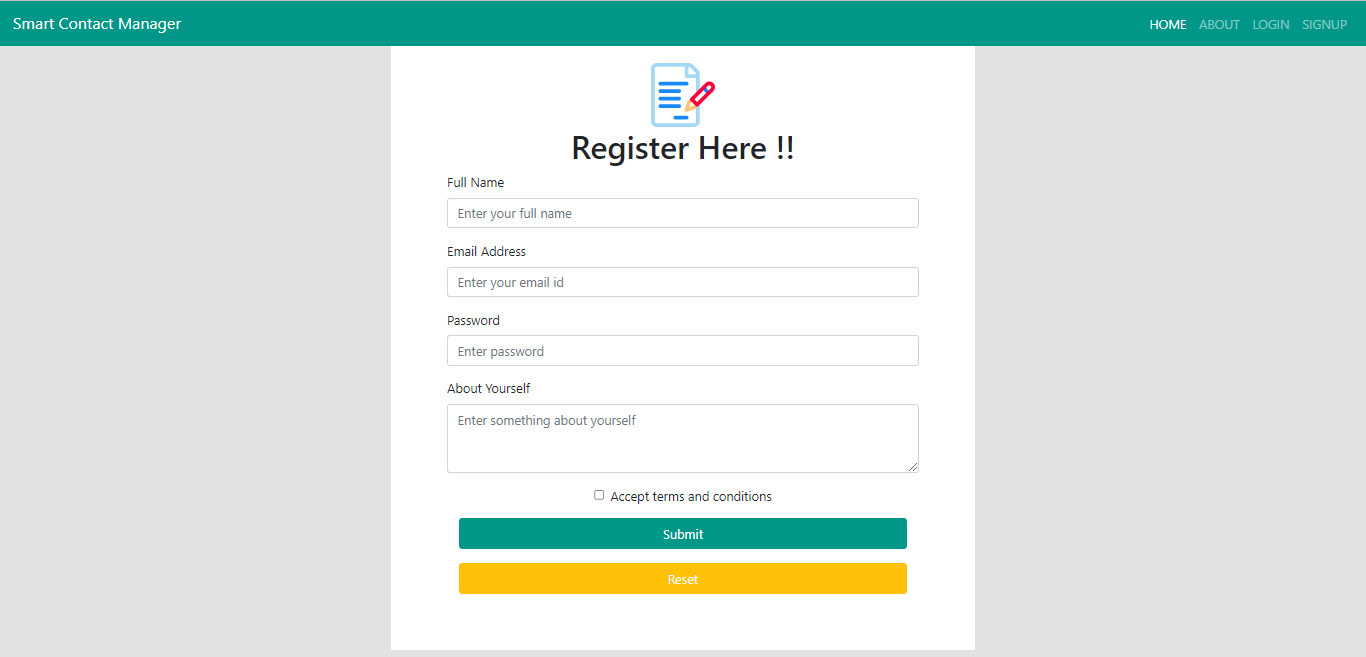 Smart Contact Manager HOME ABOUT LOGIN SIGNUP
Register Here !!
Full Name
Enter your full name
Email Address
Enter your email id
Password
Enter password
About Yourself
Enter something about yourself
Accept terms and conditions
Submit
Reset